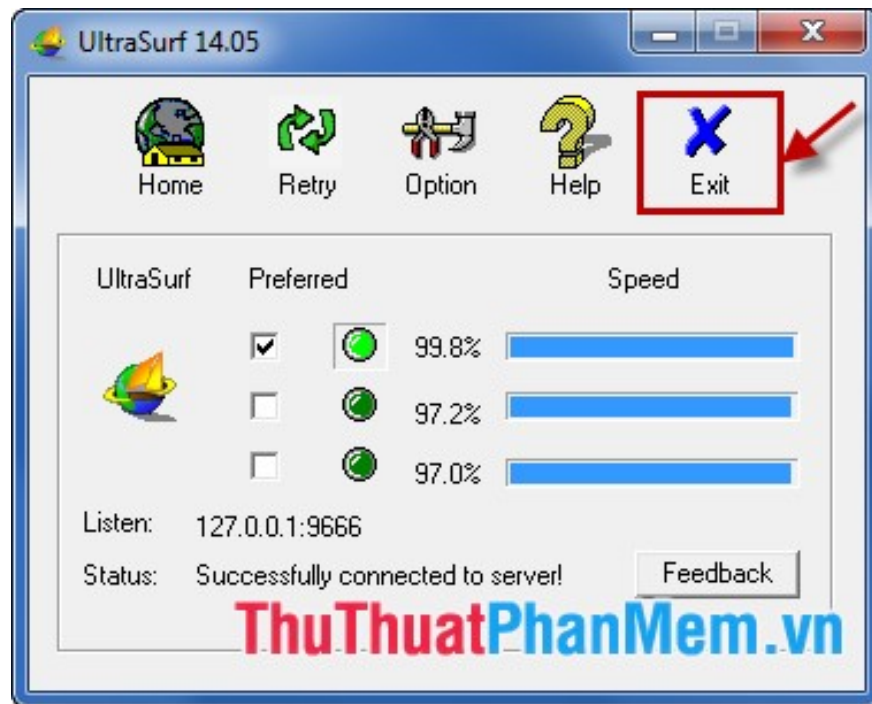 UltraSurf 14.05
Home Retry Option Help Exit
UltraSurf Preferred Speed
99.8%
97.2%
97.0%
Listen: 127.0.0.1:9666
Status: Successfully connected to server! Feedback
ThuThuatPhanMem.vn